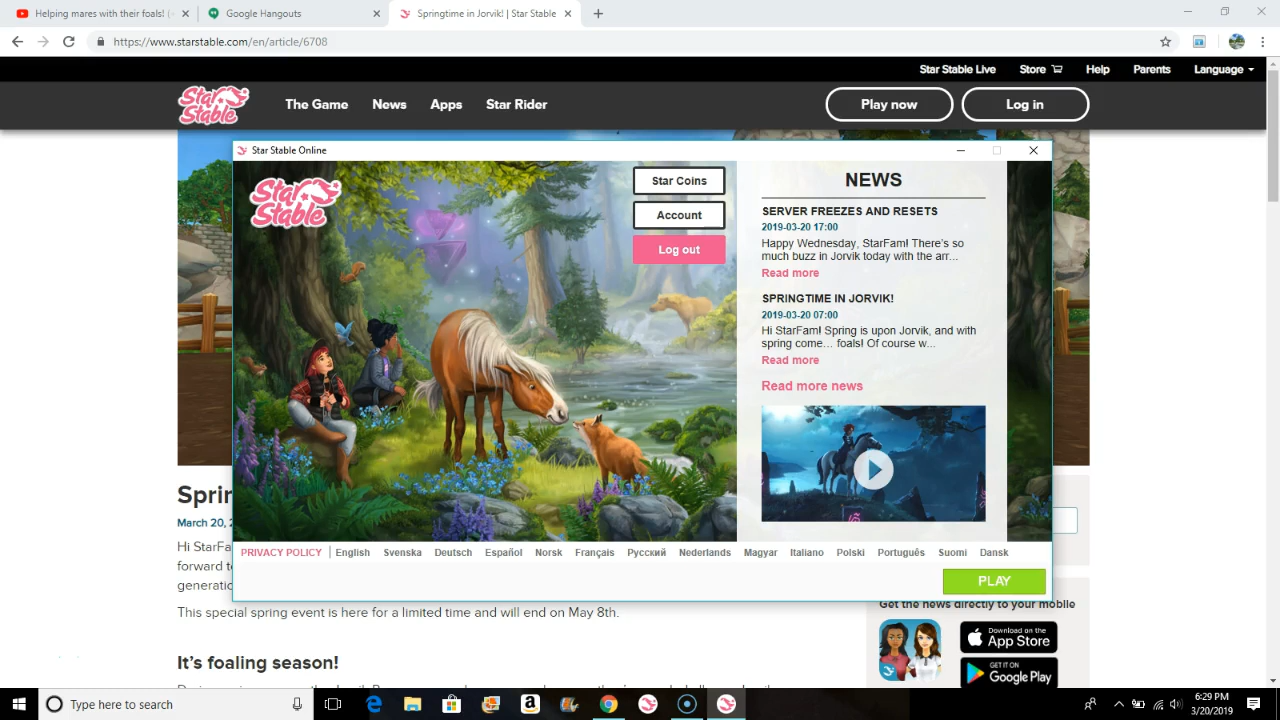 Helping mares with their foals! (
Google Hangouts
Springtime in Jorvik! | Star Stable
https://www.starstable.com/en/article/6708
Star Stable Live
Store
Help
Parents
Language
Star Stable
The Game
News
Apps
Star Rider
Play now
Log in
Star Stable Online
Star Stable
Star Coins
Account
Log out
NEWS
SERVER FREEZES AND RESETS
2019-03-20 17:00
Happy Wednesday, StarFam! There's so
much buzz in Jorvik today with the arr...
Read more
SPRINGTIME IN JORVIK!
2019-03-20 07:00
Hi StarFam! Spring is upon Jorvik, and with
spring come… foals! Of course w...
Read more
Read more news
PRIVACY POLICY | English Svenska Deutsch Español Norsk Français Русский Nederlands Magyar Italiano Polski Português Suomi Dansk
PLAY
Sprin
March 20, 2
Hi StarFa
forward to
generatio
This special spring event is here for a limited time and will end on May 8th.
It's foaling season!
Get the news directly to your mobile
Download on the
App Store
GET IT ON
Google Play
Type here to search
6:29 PM
3/20/2019